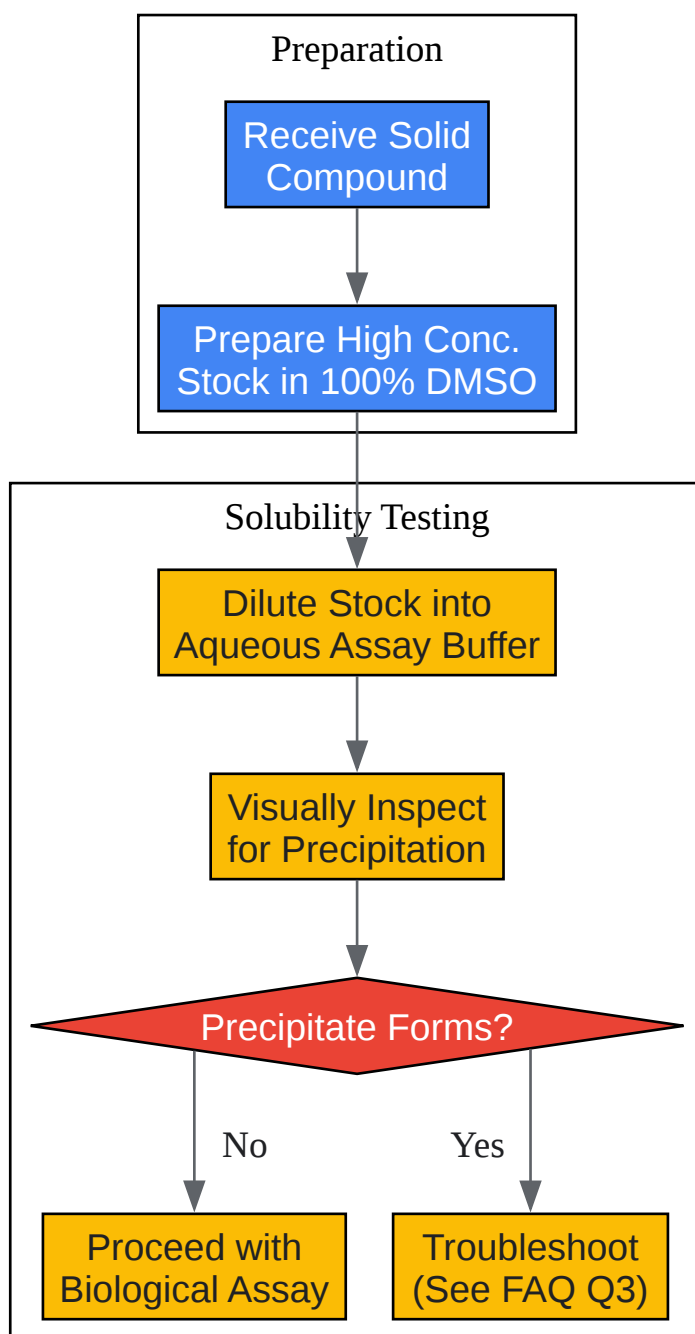 Preparation
Receive Solid
Compound
Prepare High Conc.
Stock in 100% DMSO
Solubility Testing
Dilute Stock into
Aqueous Assay Buffer
Visually Inspect
for Precipitation
Precipitate Forms?
No
Yes
Proceed with
Biological Assay
Troubleshoot
(See FAQ Q3)